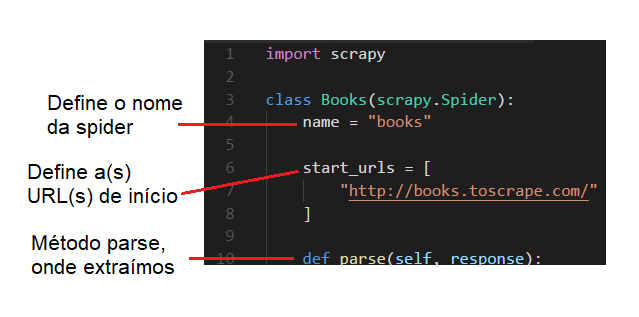 Define o nome
da spider
Define a(s)
URL(s) de início
Método parse,
onde extraímos
1 import scrapy
2
3 class Books(scrapy.Spider):
4 name = "books"
5
6 start_urls = [
7 "http://books.toscrape.com/"
8 ]
9
10 def parse(self, response):